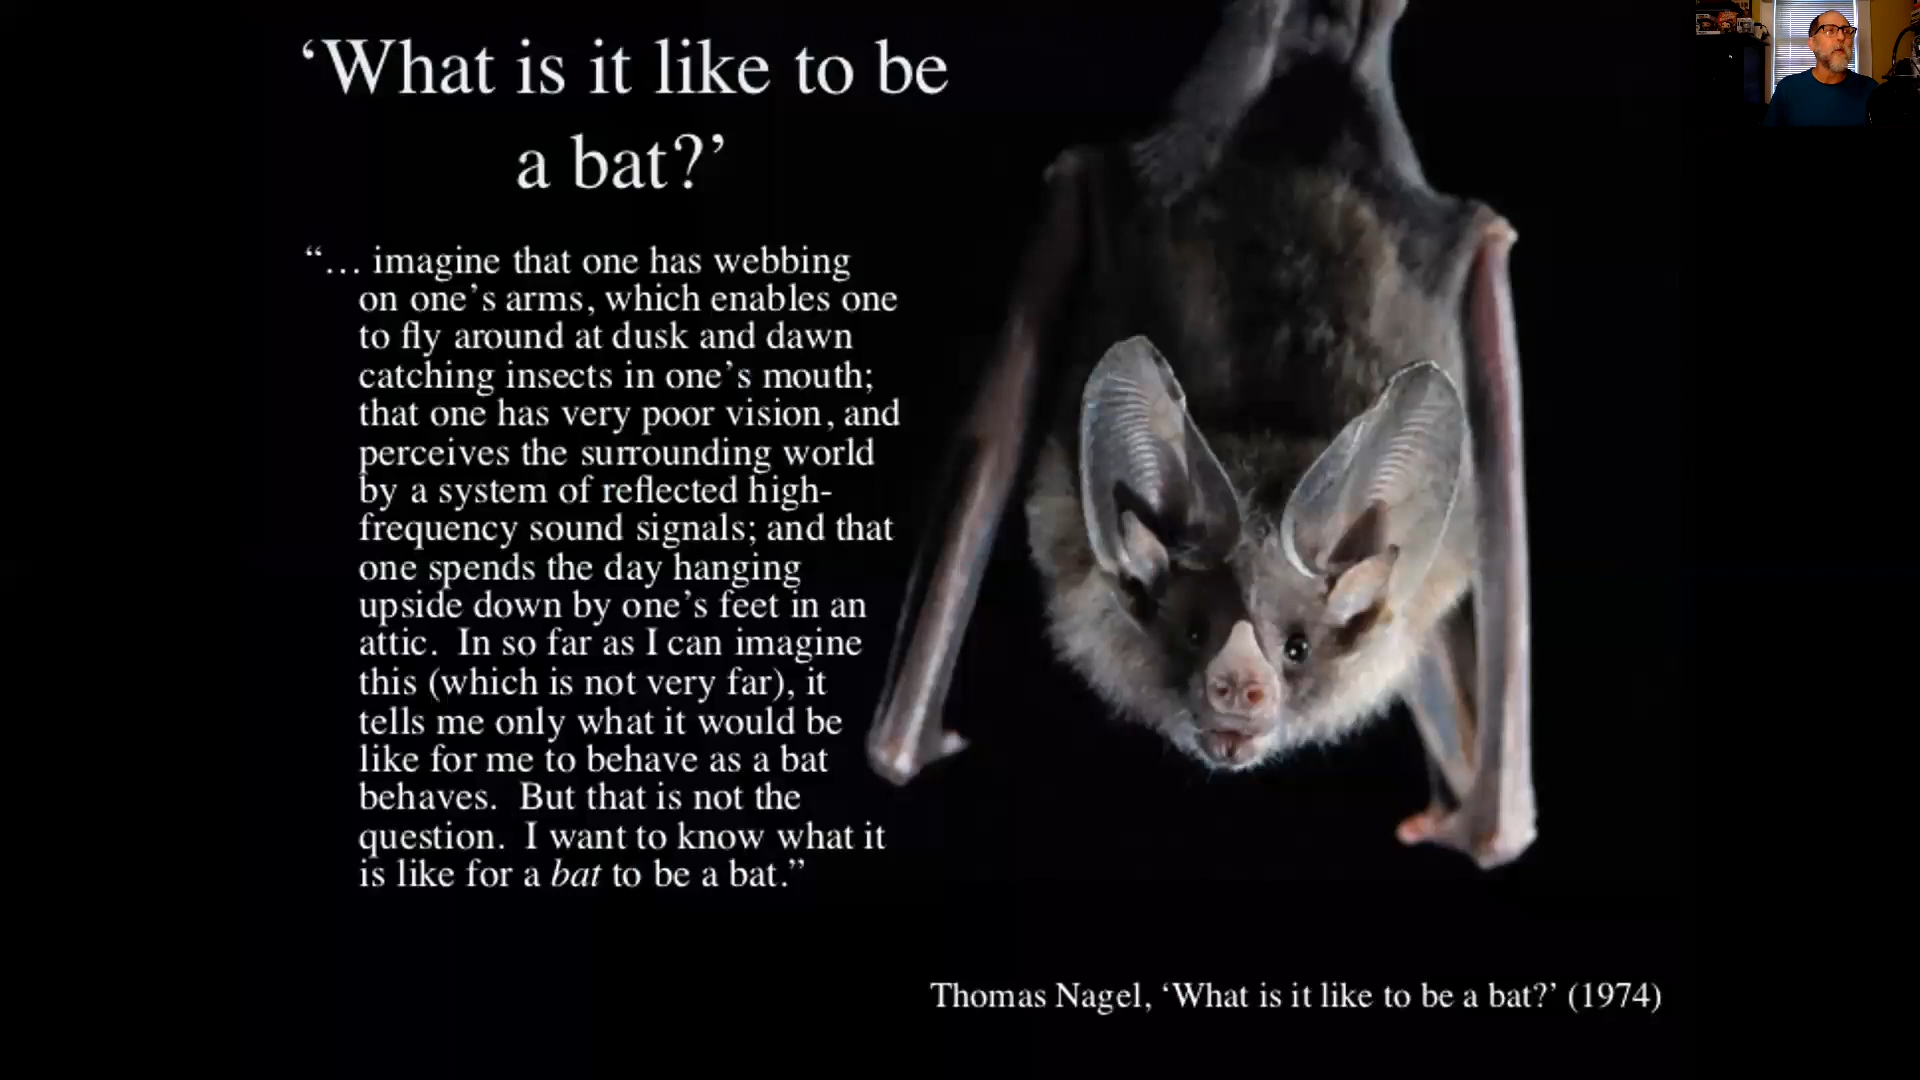 ‘What is it like to be
a bat?’
“… imagine that one has webbing
on one’s arms, which enables one
to fly around at dusk and dawn
catching insects in one’s mouth;
that one has very poor vision, and
perceives the surrounding world
by a system of reflected high-
frequency sound signals; and that
one spends the day hanging
upside down by one’s feet in an
attic.  In so far as I can imagine
this (which is not very far), it
tells me only what it would be
like for me to behave as a bat
behaves.  But that is not the
question.  I want to know what it
is like for a bat to be a bat.”
Thomas Nagel, ‘What is it like to be a bat?’ (1974)